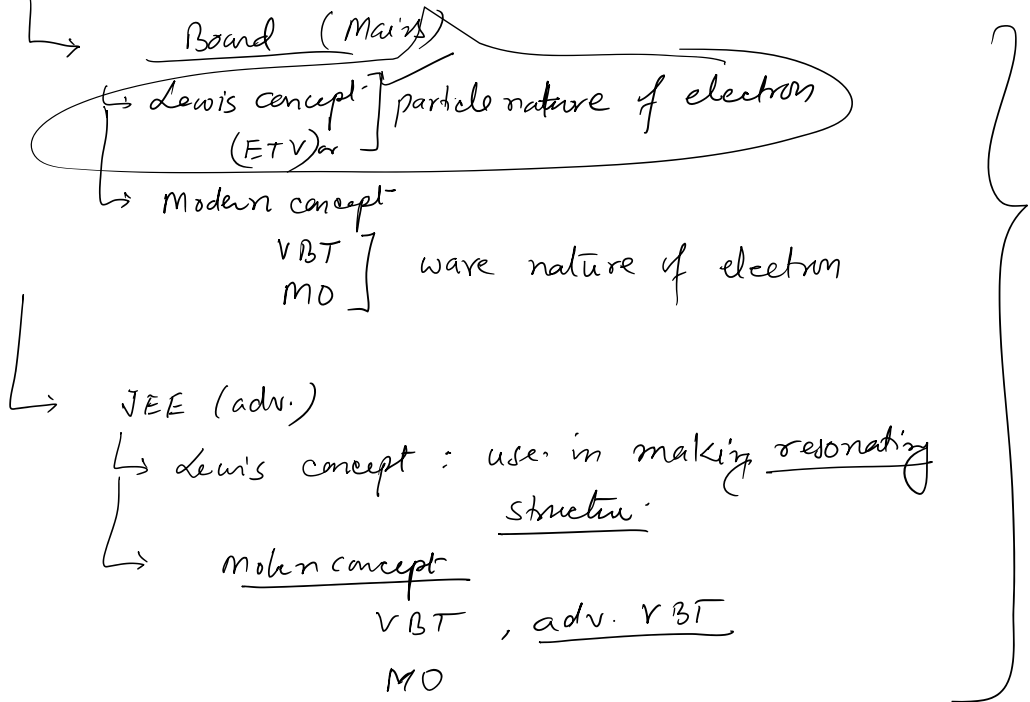 Board (Mains)
Lewis concept ] particle nature of electron
(ETV) or
Modern concept
VBT
MO ] wave nature of electron
JEE (adv.)
Lewis concept : use in making resonating
structure.
Modern concept
VBT , adv. VBT
MO